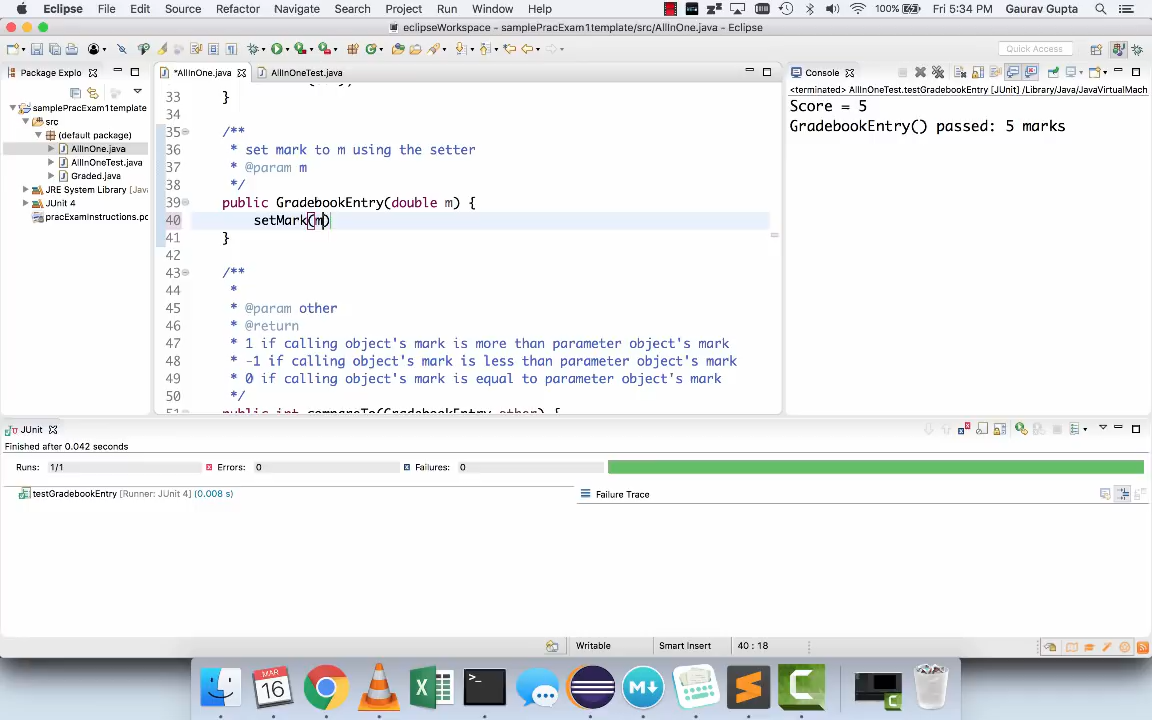 Eclipse File Edit Source Refactor Navigate Search Project Run Window Help 100% Fri 5:34 PM Gaurav Gupta
eclipseWorkspace - samplePracExam1template/src/AllInOne.java - Eclipse
Quick Access
Package Explo
*AllInOne.java
AllInOneTest.java
Console
samplePracExam1template
src
(default package)
AllInOne.java
AllInOneTest.java
Graded.java
JRE System Library [Java
JUnit 4
pracExamInstructions.pc
33 }
34
35 /**
36 * set mark to m using the setter
37 * @param m
38 */
39 public GradebookEntry(double m) {
40 setMark(m)
41 }
42
43 /**
44 *
45 * @param other
46 * @return
47 * 1 if calling object's mark is more than parameter object's mark
48 * -1 if calling object's mark is less than parameter object's mark
49 * 0 if calling object's mark is equal to parameter object's mark
50 */
51 public int compareTo(GradebookEntry other) {
<terminated> AllInOneTest.testGradebookEntry [JUnit] /Library/Java/JavaVirtualMach
Score = 5
GradebookEntry() passed: 5 marks
JUnit
Finished after 0.042 seconds
Runs: 1/1 Errors: 0 Failures: 0
testGradebookEntry [Runner: JUnit 4] (0.008 s)
Failure Trace
Writable Smart Insert 40 : 18
MAR
16